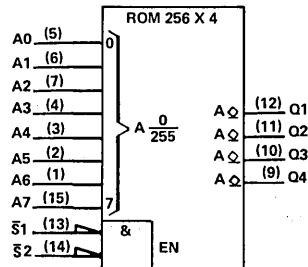 ROM 256 X 4
A0 (5) 0
A1 (6)
A2 (7)
A3 (4)
A4 (3)
A5 (2)
A6 (1)
A7 (15) 7
A 0/255
A (12) Q1
A (11) Q2
A (10) Q3
A (9) Q4
S̅1 (13) &
S̅2 (14) EN